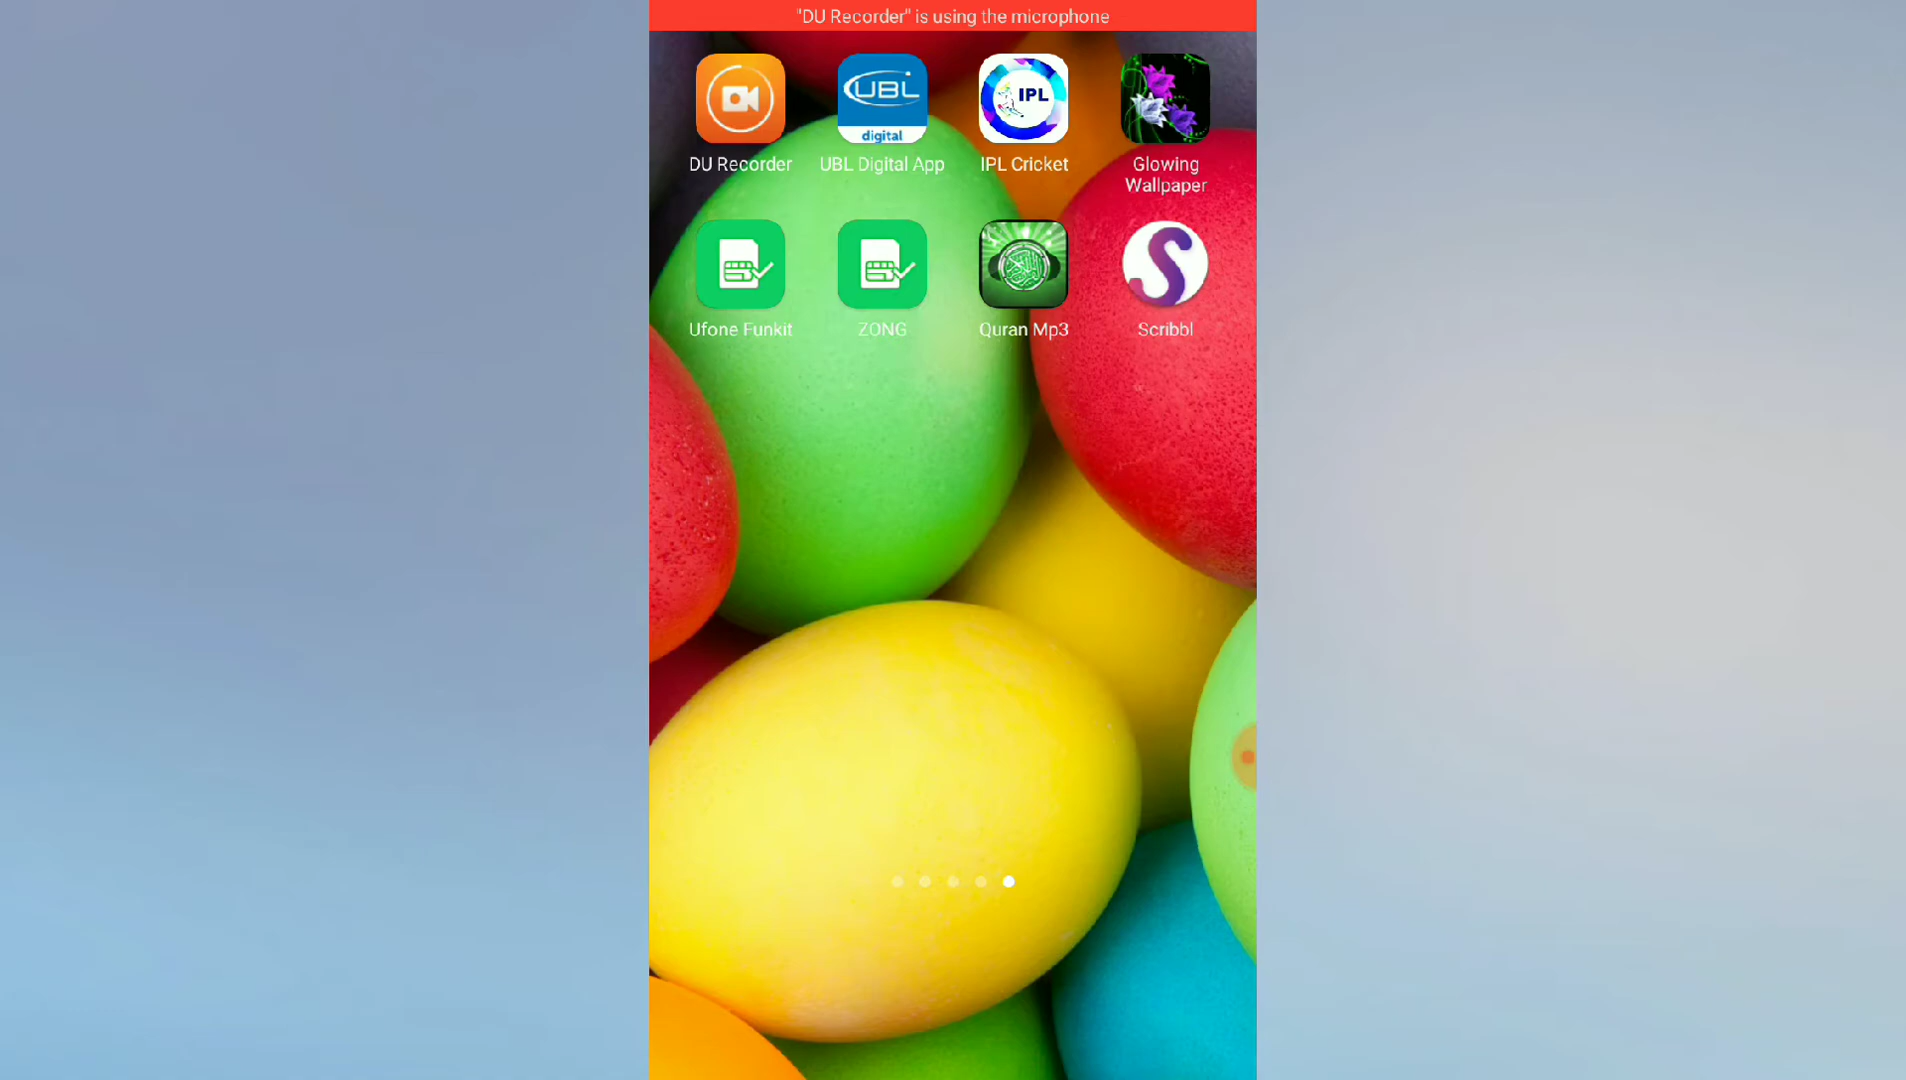 "DU Recorder" is using the microphone
UBL
digital
IPL
DU Recorder
UBL Digital App
IPL Cricket
Glowing
Wallpaper
Ufone Funkit
ZONG
Quran Mp3
Scribbl